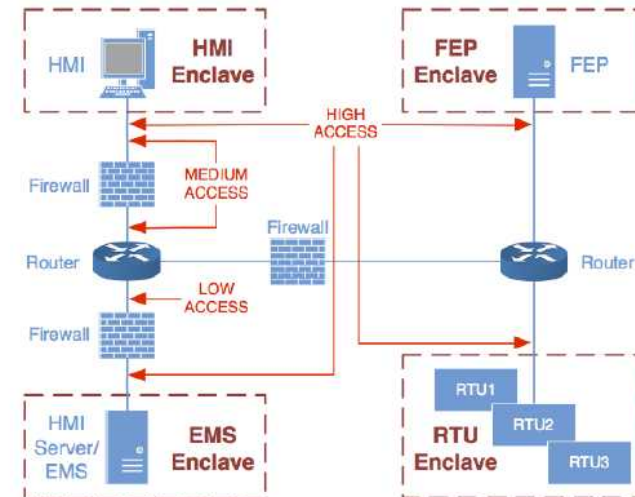 HMI
HMI
Enclave
FEP
Enclave
FEP
HIGH
ACCESS
Firewall
MEDIUM
ACCESS
Firewall
Router
Router
LOW
ACCESS
Firewall
HMI
Server/
EMS
EMS
Enclave
RTU
Enclave
RTU1
RTU2
RTU3